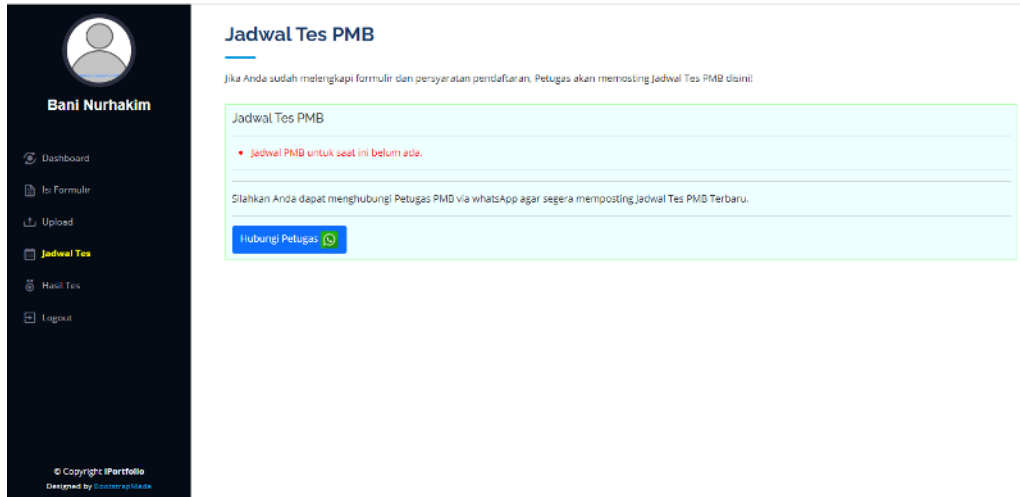 Bani Nurhakim
Dashboard
Isi Formulir
Upload
Jadwal Tes
Hasil Tes
Logout
© Copyright iPortfolio
Designed by BootstrapMade
Jadwal Tes PMB
Jika Anda sudah melengkapi formulir dan persyaratan pendaftaran, Petugas akan memposting Jadwal Tes PMB disini!
Jadwal Tes PMB
Jadwal PMB untuk saat ini belum ada.
Silahkan Anda dapat menghubungi Petugas PMB via whatsApp agar segera memposting Jadwal Tes PMB Terbaru.
Hubungi Petugas